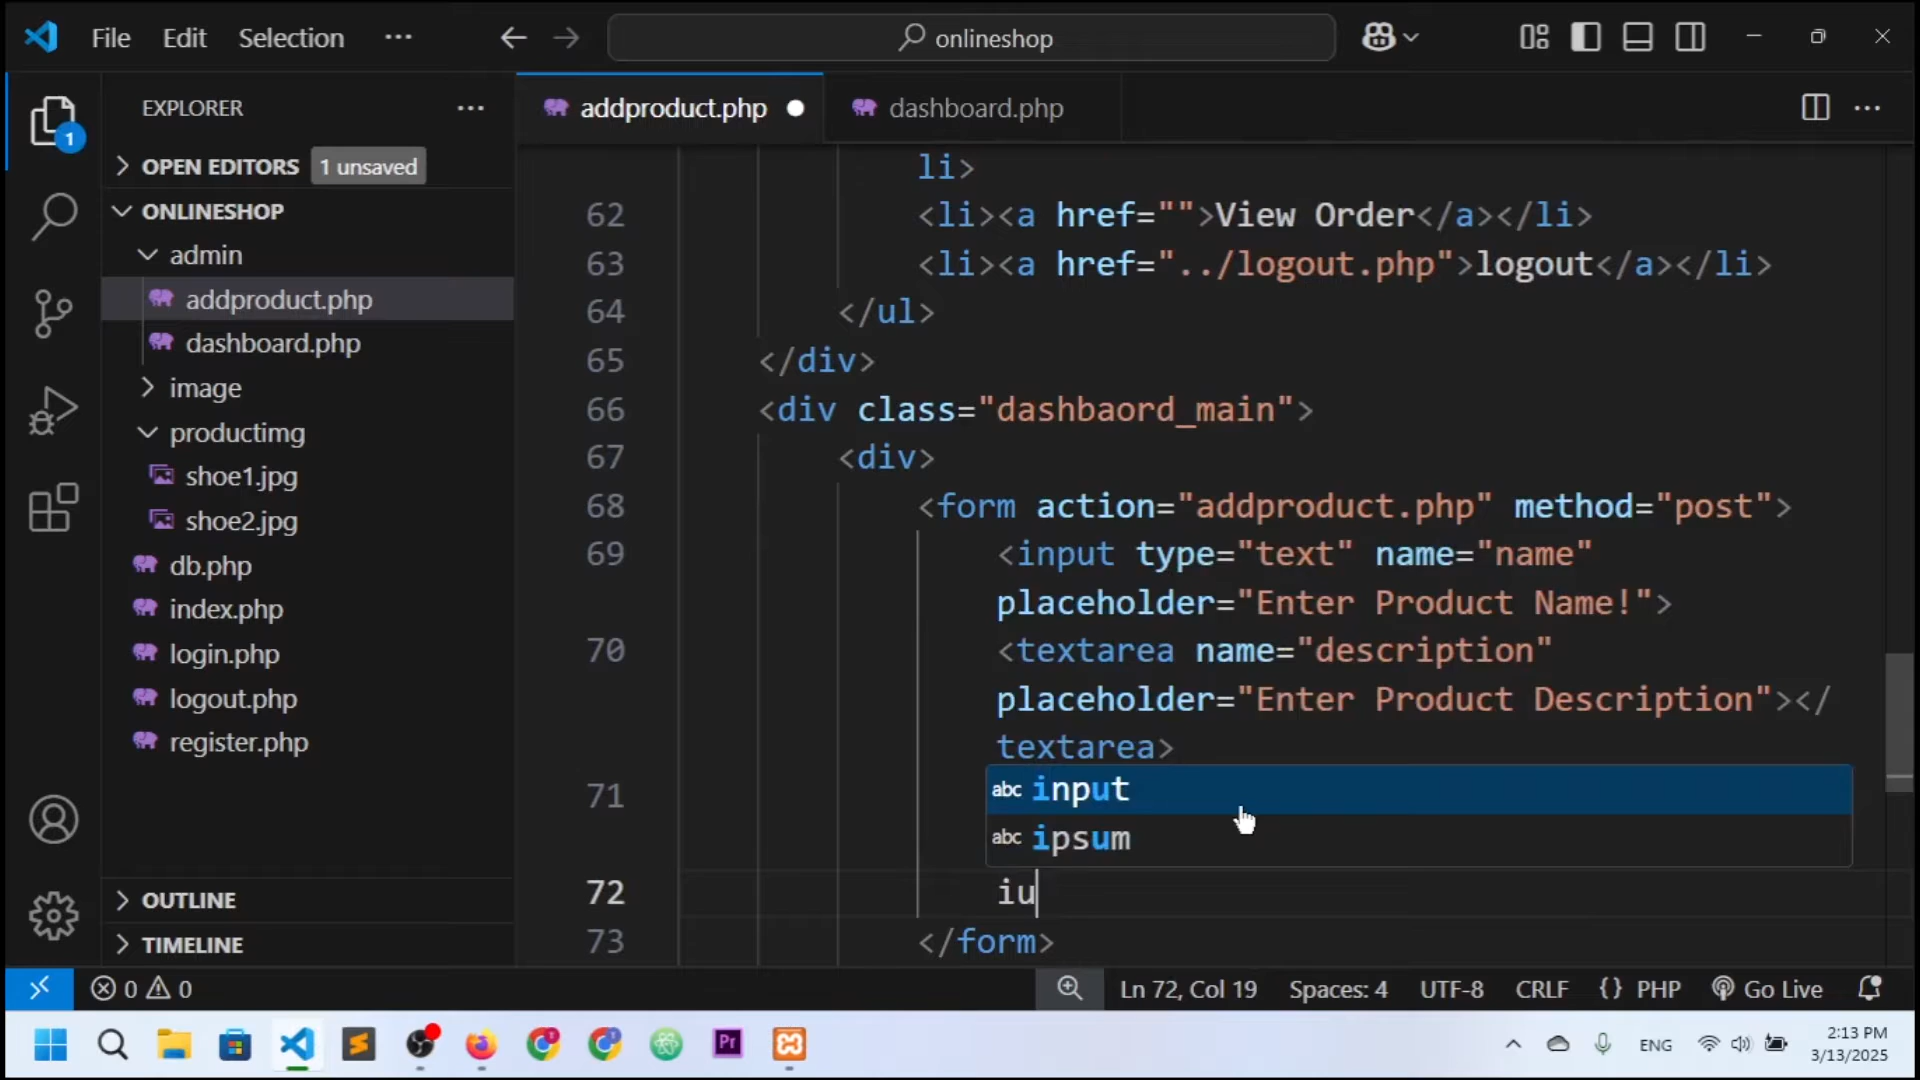 File Edit Selection ··· onlineshop
EXPLORER
OPEN EDITORS 1 unsaved
ONLINESHOP
admin
addproduct.php
dashboard.php
image
productimg
shoe1.jpg
shoe2.jpg
db.php
index.php
login.php
logout.php
register.php
OUTLINE
TIMELINE
1
addproduct.php dashboard.php
li>
62 <li><a href="">View Order</a></li>
63 <li><a href="../logout.php">logout</a></li>
64 </ul>
65 </div>
66 <div class="dashbaord_main">
67 <div>
68 <form action="addproduct.php" method="post">
69 <input type="text" name="name"
placeholder="Enter Product Name!">
70 <textarea name="description"
placeholder="Enter Product Description"></
textarea>
71
abc input
abc ipsum
72 iu
73 </form>
0 0 Ln 72, Col 19 Spaces: 4 UTF-8 CRLF {} PHP Go Live
Pr ENG 2:13 PM
3/13/2025